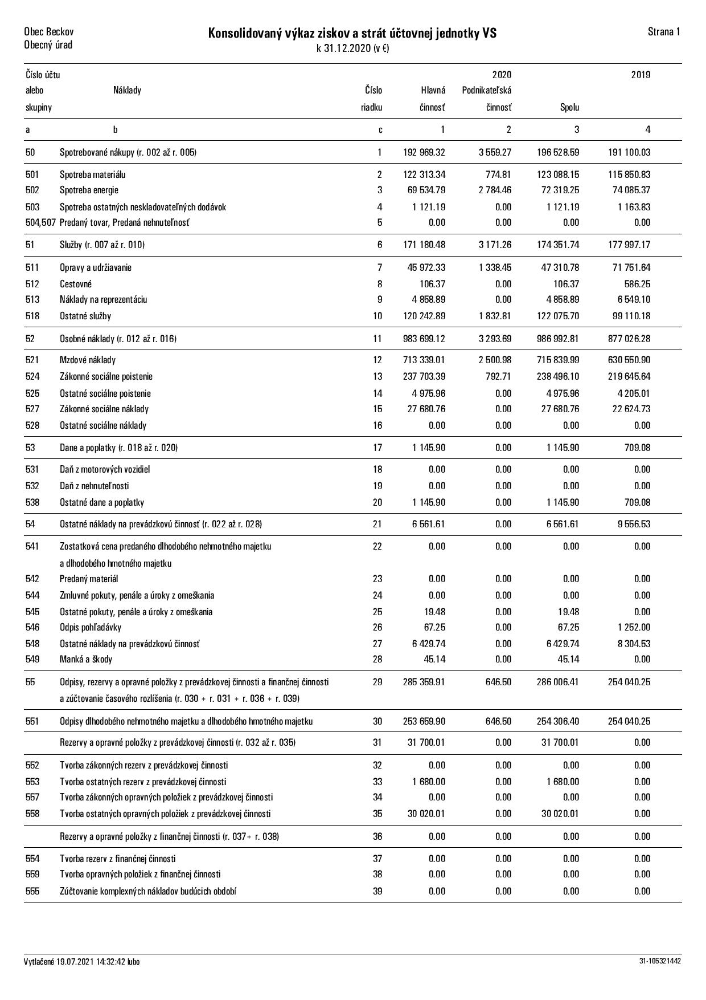 Obec Beckov Konsolidovaný výkaz ziskov a strát účtovnej jednotky VS Strana 1
Obecný úrad k 31.12.2020 (v €)
Číslo účtu 2020 2019
alebo Náklady Číslo Hlavná Podnikateľská
skupiny riadku činnosť činnosť Spolu
a b c 1 2 3 4
50 Spotrebované nákupy (r. 002 až r. 005) 1 192 969.32 3 559.27 196 528.59 191 100.03
501 Spotreba materiálu 2 122 313.34 774.81 123 088.15 115 850.83
502 Spotreba energie 3 69 534.79 2 784.46 72 319.25 74 085.37
503 Spotreba ostatných neskladovateľných dodávok 4 1 121.19 0.00 1 121.19 1 163.83
504,507 Predaný tovar, Predaná nehnuteľnosť 5 0.00 0.00 0.00 0.00
51 Služby (r. 007 až r. 010) 6 171 180.48 3 171.26 174 351.74 177 997.17
511 Opravy a udržiavanie 7 45 972.33 1 338.45 47 310.78 71 751.64
512 Cestovné 8 106.37 0.00 106.37 586.25
513 Náklady na reprezentáciu 9 4 858.89 0.00 4 858.89 6 549.10
518 Ostatné služby 10 120 242.89 1 832.81 122 075.70 99 110.18
52 Osobné náklady (r. 012 až r. 016) 11 983 699.12 3 293.69 986 992.81 877 026.28
521 Mzdové náklady 12 713 339.01 2 500.98 715 839.99 630 550.90
524 Zákonné sociálne poistenie 13 237 703.39 792.71 238 496.10 219 645.64
525 Ostatné sociálne poistenie 14 4 975.96 0.00 4 975.96 4 205.01
527 Zákonné sociálne náklady 15 27 680.76 0.00 27 680.76 22 624.73
528 Ostatné sociálne náklady 16 0.00 0.00 0.00 0.00
53 Dane a poplatky (r. 018 až r. 020) 17 1 145.90 0.00 1 145.90 709.08
531 Daň z motorových vozidiel 18 0.00 0.00 0.00 0.00
532 Daň z nehnuteľnosti 19 0.00 0.00 0.00 0.00
538 Ostatné dane a poplatky 20 1 145.90 0.00 1 145.90 709.08
54 Ostatné náklady na prevádzkovú činnosť (r. 022 až r. 028) 21 6 561.61 0.00 6 561.61 9 556.53
541 Zostatková cena predaného dlhodobého nehmotného majetku 22 0.00 0.00 0.00 0.00
a dlhodobého hmotného majetku
542 Predaný materiál 23 0.00 0.00 0.00 0.00
544 Zmluvné pokuty, penále a úroky z omeškania 24 0.00 0.00 0.00 0.00
545 Ostatné pokuty, penále a úroky z omeškania 25 19.48 0.00 19.48 0.00
546 Odpis pohľadávky 26 67.25 0.00 67.25 1 252.00
548 Ostatné náklady na prevádzkovú činnosť 27 6 429.74 0.00 6 429.74 8 304.53
549 Manká a škody 28 45.14 0.00 45.14 0.00
55 Odpisy, rezervy a opravné položky z prevádzkovej činnosti a finančnej činnosti 29 285 359.91 646.50 286 006.41 254 040.25
a zúčtovanie časového rozlíšenia (r. 030 + r. 031 + r. 036 + r. 039)
551 Odpisy dlhodobého nehmotného majetku a dlhodobého hmotného majetku 30 253 659.90 646.50 254 306.40 254 040.25
Rezervy a opravné položky z prevádzkovej činnosti (r. 032 až r. 035) 31 31 700.01 0.00 31 700.01 0.00
552 Tvorba zákonných rezerv z prevádzkovej činnosti 32 0.00 0.00 0.00 0.00
553 Tvorba ostatných rezerv z prevádzkovej činnosti 33 1 680.00 0.00 1 680.00 0.00
557 Tvorba zákonných opravných položiek z prevádzkovej činnosti 34 0.00 0.00 0.00 0.00
558 Tvorba ostatných opravných položiek z prevádzkovej činnosti 35 30 020.01 0.00 30 020.01 0.00
Rezervy a opravné položky z finančnej činnosti (r. 037+ r. 038) 36 0.00 0.00 0.00 0.00
554 Tvorba rezerv z finančnej činnosti 37 0.00 0.00 0.00 0.00
559 Tvorba opravných položiek z finančnej činnosti 38 0.00 0.00 0.00 0.00
555 Zúčtovanie komplexných nákladov budúcich období 39 0.00 0.00 0.00 0.00
Vytlačené 19.07.2021 14:32:42 lubo 31-105321442